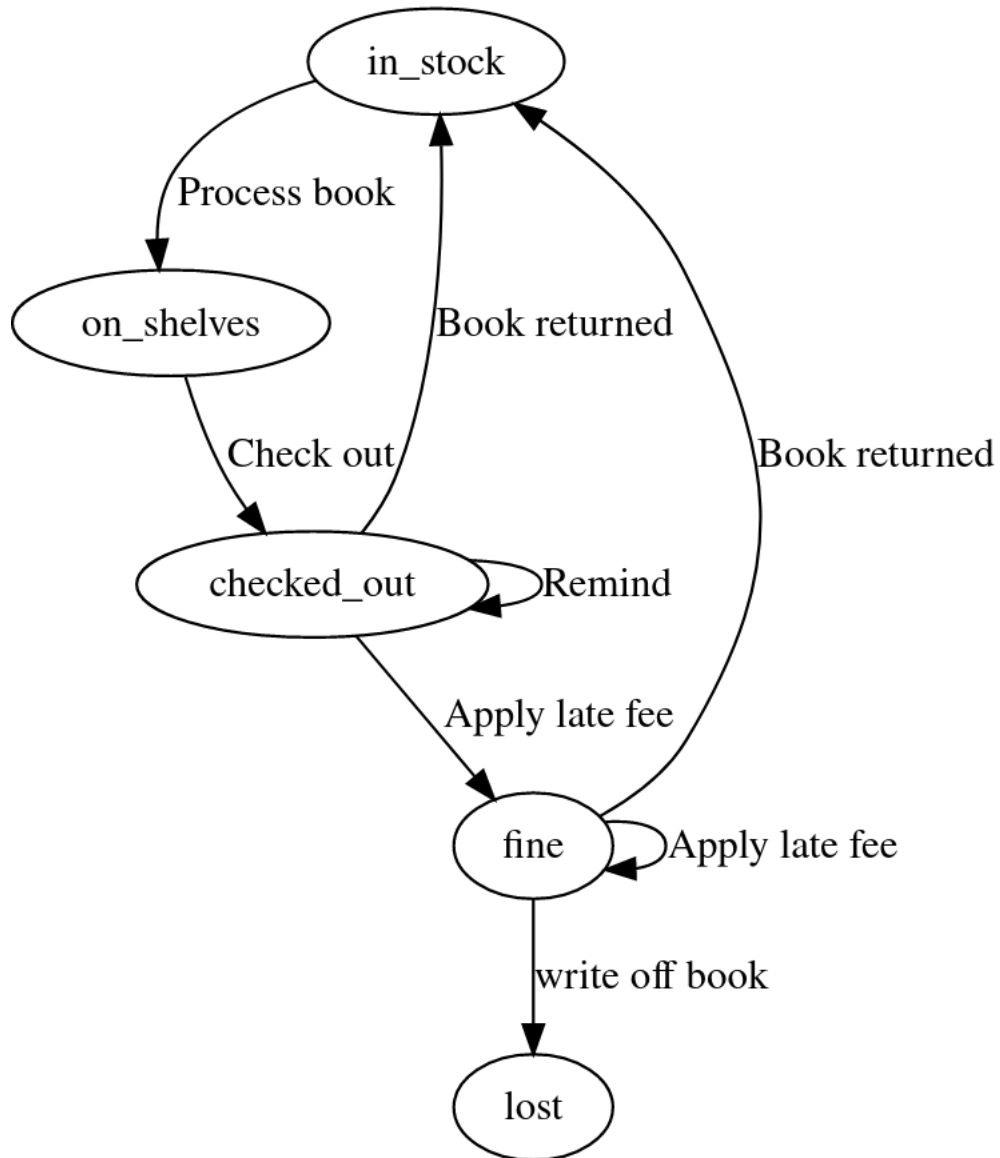 in_stock
Process book
on_shelves
Book returned
Check out
Book returned
checked_out
Remind
Apply late fee
fine
Apply late fee
write off book
lost